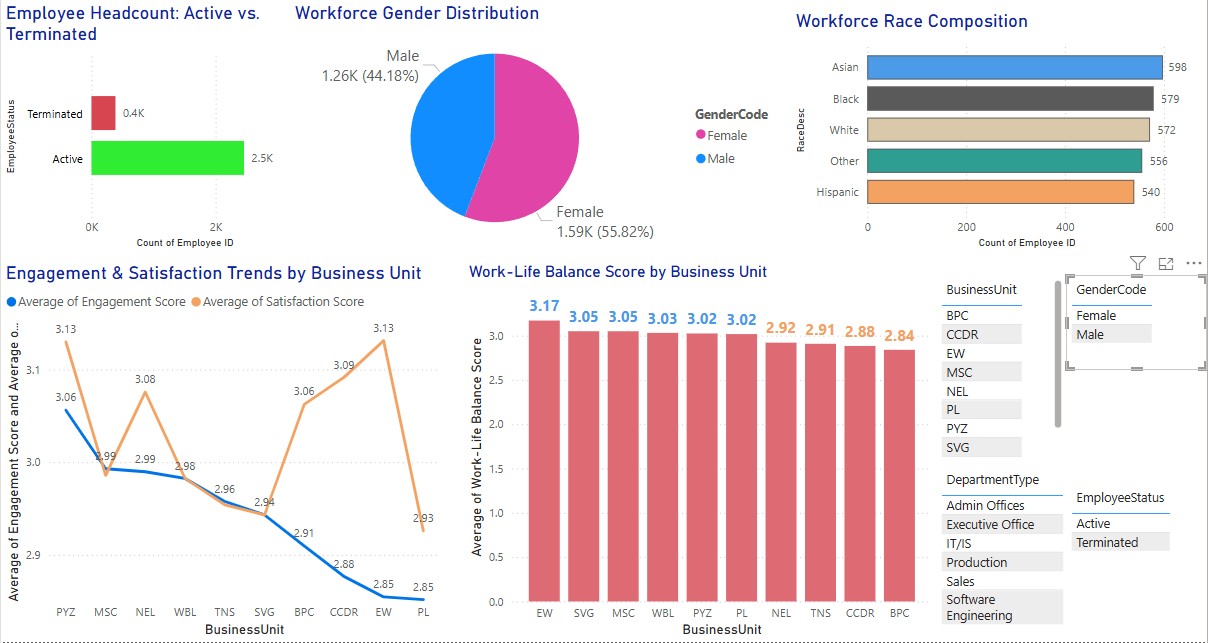 Employee Headcount: Active vs.
Terminated
EmployeeStatus
Terminated
0.4K
Active
2.5K
0K
2K
Count of Employee ID
Workforce Gender Distribution
Male
1.26K (44.18%)
Female
1.59K (55.82%)
GenderCode
Female
Male
Workforce Race Composition
RaceDesc
Asian
598
Black
579
White
572
Other
556
Hispanic
540
0
200
400
600
Count of Employee ID
Engagement & Satisfaction Trends by Business Unit
Average of Engagement Score
Average of Satisfaction Score
Average of Engagement Score and Average o...
3.1
3.0
2.9
3.13
3.06
2.99
3.08
2.99
2.98
2.96
2.94
3.06
2.91
3.09
2.88
3.13
2.85
2.93
2.85
PYZ
MSC
NEL
WBL
TNS
SVG
BPC
CCDR
EW
PL
BusinessUnit
Work-Life Balance Score by Business Unit
Average of Work-Life Balance Score
3.0
2.5
2.0
1.5
1.0
0.5
0.0
3.17
3.05
3.05
3.03
3.02
3.02
2.92
2.91
2.88
2.84
EW
SVG
MSC
WBL
PYZ
PL
NEL
TNS
CCDR
BPC
BusinessUnit
BusinessUnit
BPC
CCDR
EW
MSC
NEL
PL
PYZ
SVG
GenderCode
Female
Male
DepartmentType
Admin Offices
Executive Office
IT/IS
Production
Sales
Software
Engineering
EmployeeStatus
Active
Terminated